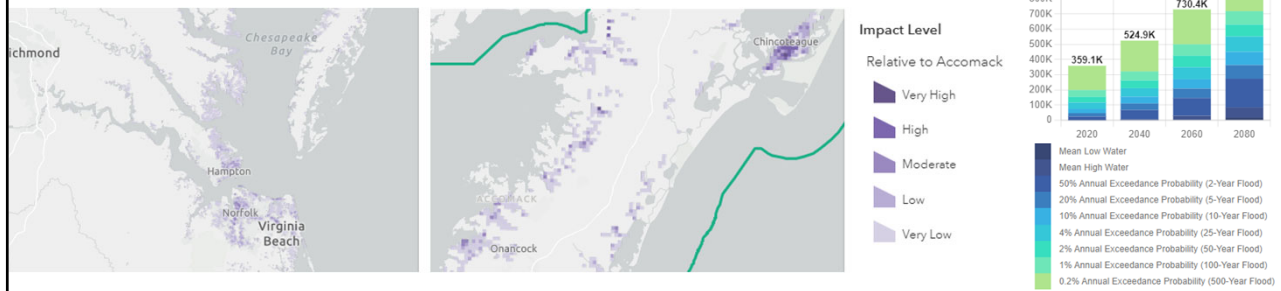 ichmond
Chesapeake
Bay
Hampton
Norfolk
Virginia
Beach
Chincoteague
ACCOMACK
Onancock
Impact Level
Relative to Accomack
Very High
High
Moderate
Low
Very Low
730.4K
700K
600K
524.9K
500K
400K
359.1K
300K
200K
100K
0
2020 2040 2060 2080
Mean Low Water
Mean High Water
50% Annual Exceedance Probability (2-Year Flood)
20% Annual Exceedance Probability (5-Year Flood)
10% Annual Exceedance Probability (10-Year Flood)
4% Annual Exceedance Probability (25-Year Flood)
2% Annual Exceedance Probability (50-Year Flood)
1% Annual Exceedance Probability (100-Year Flood)
0.2% Annual Exceedance Probability (500-Year Flood)